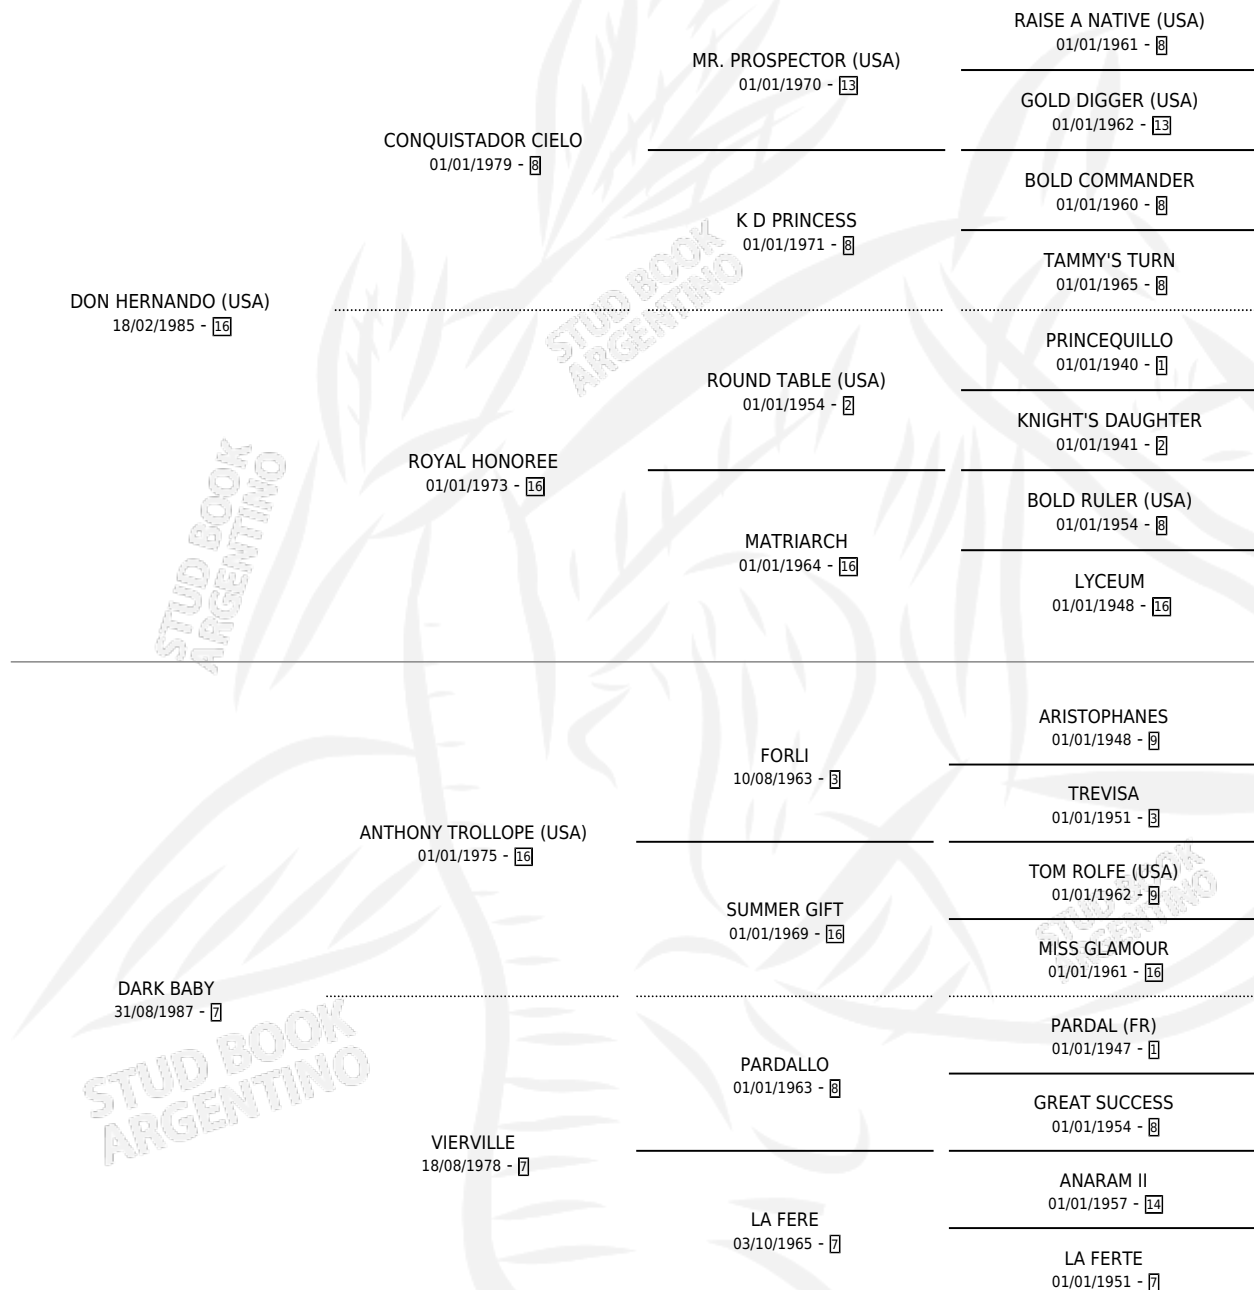 RAISE A NATIVE (USA)
01/01/1961 - 8
MR. PROSPECTOR (USA)
01/01/1970 - 13
GOLD DIGGER (USA)
01/01/1962 - 13
CONQUISTADOR CIELO
01/01/1979 - 8
BOLD COMMANDER
01/01/1960 - 8
K D PRINCESS
01/01/1971 - 8
TAMMY'S TURN
01/01/1965 - 8
DON HERNANDO (USA)
18/02/1985 - 16
STUD BOOK
ARGENTINO
PRINCEQUILLO
01/01/1940 - 1
ROUND TABLE (USA)
01/01/1954 - 2
KNIGHT'S DAUGHTER
01/01/1941 - 2
ROYAL HONOREE
01/01/1973 - 16
BOLD RULER (USA)
01/01/1954 - 8
MATRIARCH
01/01/1964 - 16
LYCEUM
01/01/1948 - 16
STUD BOOK
ARGENTINO
ARISTOPHANES
01/01/1948 - 9
FORLI
10/08/1963 - 3
TREVISA
01/01/1951 - 3
ANTHONY TROLLOPE (USA)
01/01/1975 - 16
TOM ROLFE (USA)
01/01/1962 - 9
SUMMER GIFT
01/01/1969 - 16
STUD BOOK
ARGENTINO
MISS GLAMOUR
01/01/1961 - 16
DARK BABY
31/08/1987 - 7
STUD BOOK
ARGENTINO
PARDAL (FR)
01/01/1947 - 1
PARDALLO
01/01/1963 - 8
GREAT SUCCESS
01/01/1954 - 8
VIERVILLE
18/08/1978 - 7
ANARAM II
01/01/1957 - 14
LA FERE
03/10/1965 - 7
LA FERTE
01/01/1951 - 7